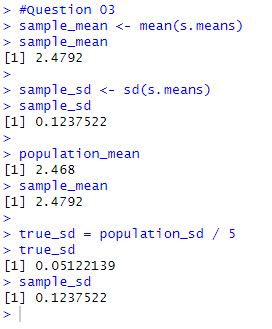 > #Question 03
> sample_mean <- mean(s.means)
> sample_mean
[1] 2.4792
>
> sample_sd <- sd(s.means)
> sample_sd
[1] 0.1237522
>
> population_mean
[1] 2.468
> sample_mean
[1] 2.4792
>
> true_sd = population_sd / 5
> true_sd
[1] 0.05122139
> sample_sd
[1] 0.1237522
>